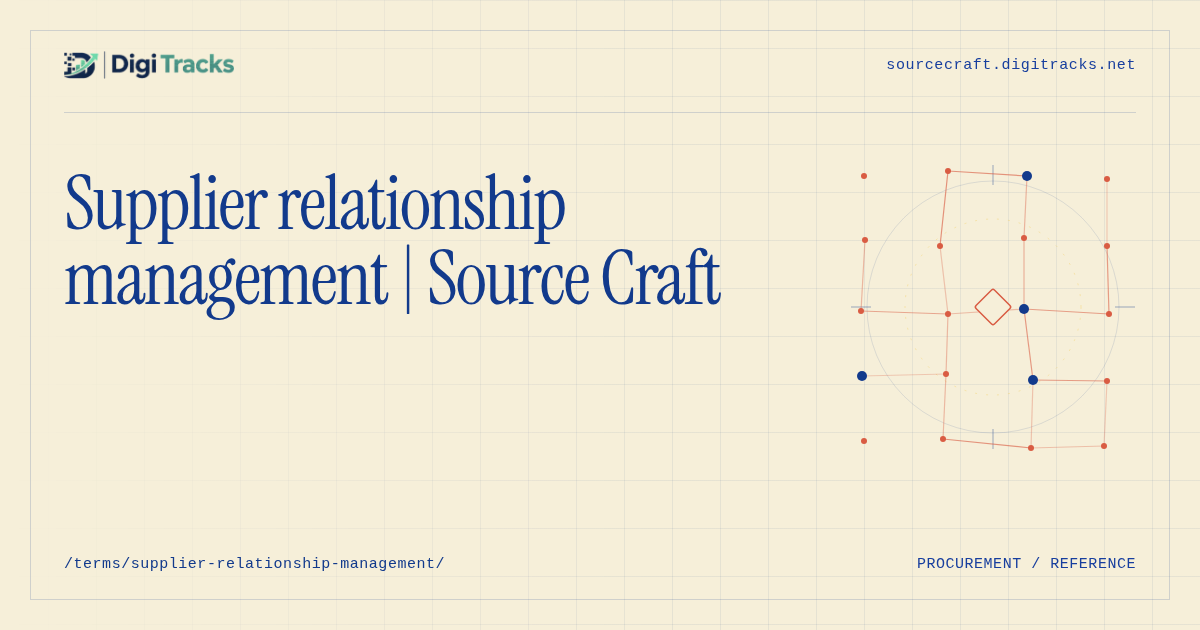 Digi Tracks
sourcecraft.digitracks.net
Supplier relationship
management | Source Craft
/terms/supplier-relationship-management/
PROCUREMENT / REFERENCE